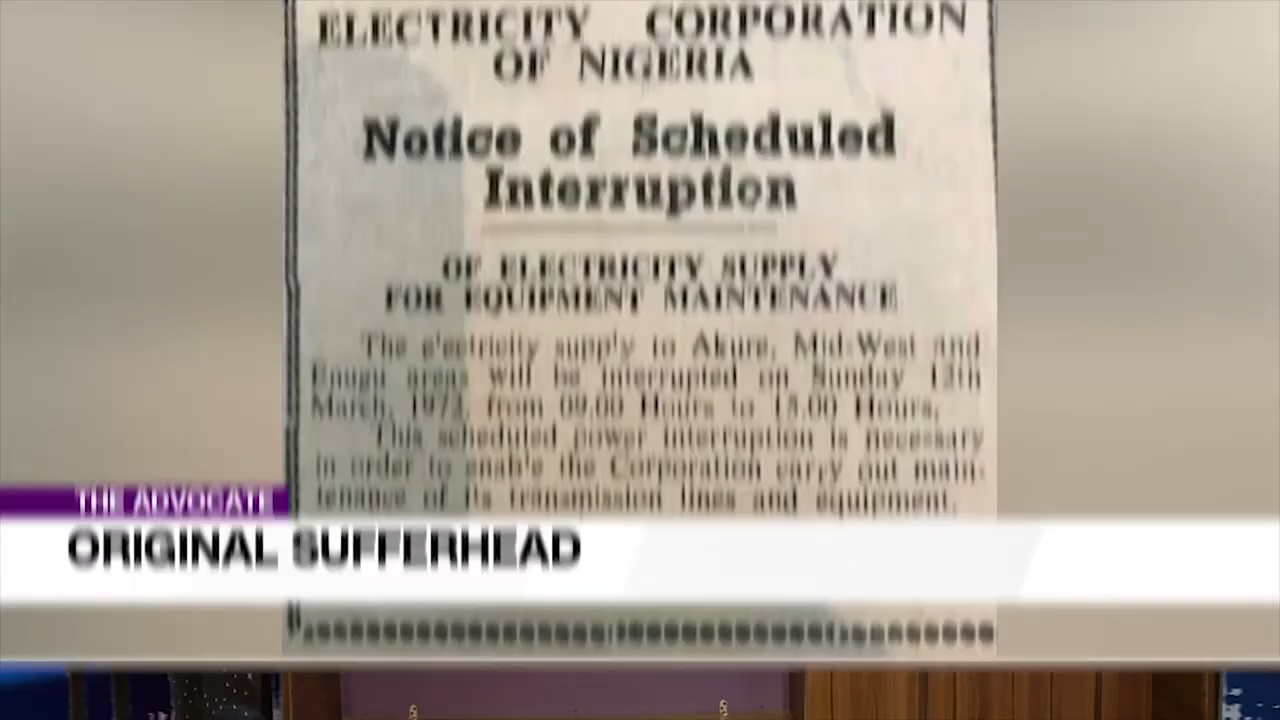 ELECTRICITY CORPORATION
OF NIGERIA
Notice of Scheduled
Interruption
OF ELECTRICITY SUPPLY
FOR EQUIPMENT MAINTENANCE
The electricity supply to Akure, Mid-West and
Enugu areas will be interrupted on Sunday 12th
March, 1972, from 09.00 Hours to 15.00 Hours.
This scheduled power interruption is necessary
in order to enable the Corporation carry out main-
tenance of its transmission lines and equipment.
THE ADVOCATE
ORIGINAL SUFFERHEAD